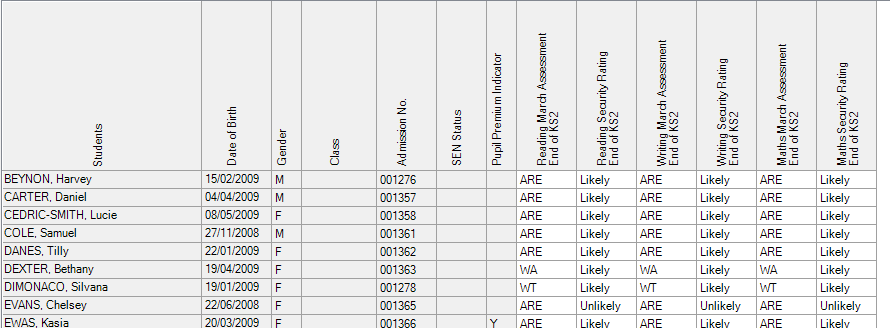 Students Date of Birth Gender Class Admission No. SEN Status Pupil Premium Indicator Reading March Assessment End of KS2 Reading Security Rating End of KS2 Writing March Assessment End of KS2 Writing Security Rating End of KS2 Maths March Assessment End of KS2 Maths Security Rating End of KS2
BEYNON, Harvey 15/02/2009 M 001276 ARE Likely ARE Likely ARE Likely
CARTER, Daniel 04/04/2009 M 001357 ARE Likely ARE Likely ARE Likely
CEDRIC-SMITH, Lucie 08/05/2009 F 001358 ARE Likely ARE Likely ARE Likely
COLE, Samuel 27/11/2008 M 001361 ARE Likely ARE Likely ARE Likely
DANES, Tilly 22/01/2009 F 001362 ARE Likely ARE Likely ARE Likely
DEXTER, Bethany 19/04/2009 F 001363 WA Likely WA Likely WA Likely
DIMONACO, Silvana 19/01/2009 F 001278 WT Likely WT Likely WT Likely
EVANS, Chelsey 22/06/2008 F 001365 ARE Unlikely ARE Unlikely ARE Unlikely
EWAS, Kasia 20/03/2009 F 001366 Y ARE Likely ARE Likely ARE Likely